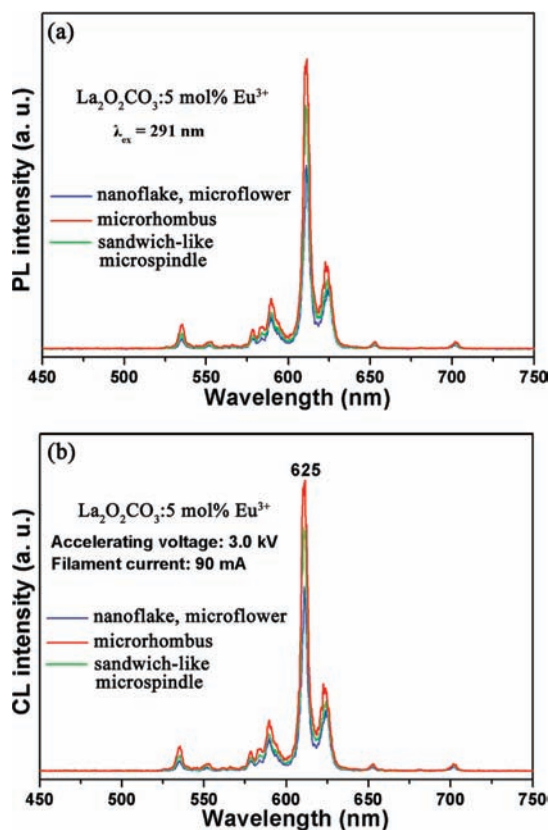 (a)
La₂O₂CO₃:5 mol% Eu³⁺
λex = 291 nm
nanoflake, microflower
microrhombus
sandwich-like
microspindle
PL intensity (a. u.)
450 500 550 600 650 700 750
Wavelength (nm)
(b)
625
La₂O₂CO₃:5 mol% Eu³⁺
Accelerating voltage: 3.0 kV
Filament current: 90 mA
nanoflake, microflower
microrhombus
sandwich-like
microspindle
CL intensity (a. u.)
450 500 550 600 650 700 750
Wavelength (nm)